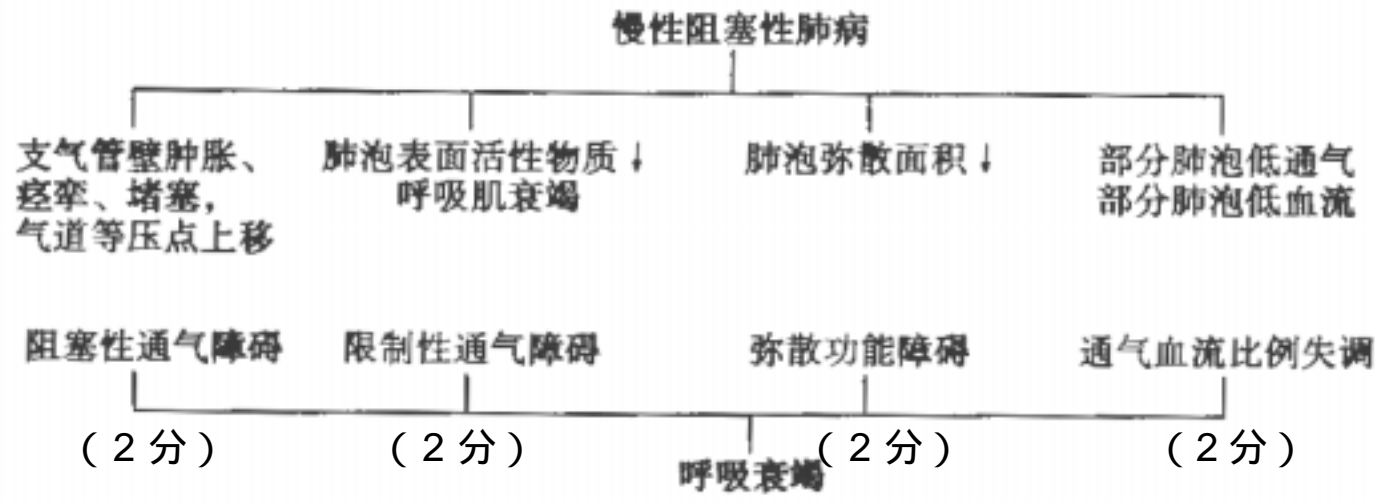 慢性阻塞性肺病
支气管壁肿胀、
痉挛、堵塞，
气道等压点上移
肺泡表面活性物质↓
呼吸肌衰竭
肺泡弥散面积↓
部分肺泡低通气
部分肺泡低血流
阻塞性通气障碍
限制性通气障碍
弥散功能障碍
通气血流比例失调
（2分）
（2分）
（2分）
（2分）
呼吸衰竭